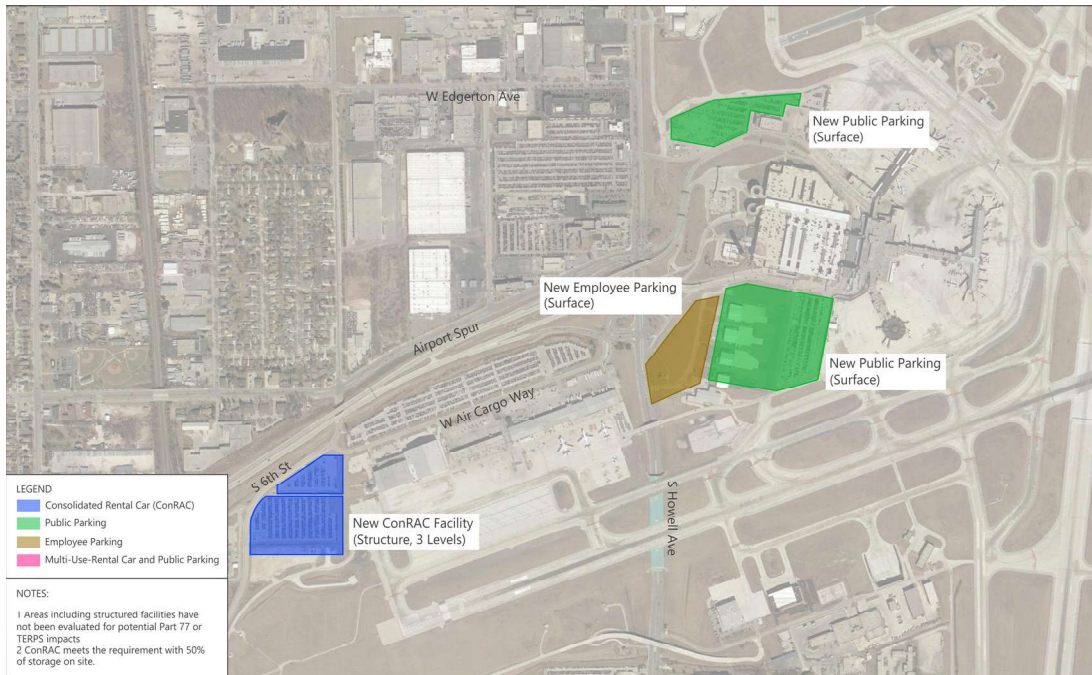 W Edgerton Ave
New Public Parking
(Surface)
New Employee Parking
(Surface)
Airport Spur
New Public Parking
(Surface)
W Air Cargo Way
S 6th St
S Howell Ave
New ConRAC Facility
(Structure, 3 Levels)
LEGEND
Consolidated Rental Car (ConRAC)
Public Parking
Employee Parking
Multi-Use-Rental Car and Public Parking
NOTES:
1 Areas including structured facilities have
not been evaluated for potential Part 77 or
TERPS impacts
2 ConRAC meets the requirement with 50%
of storage on site.